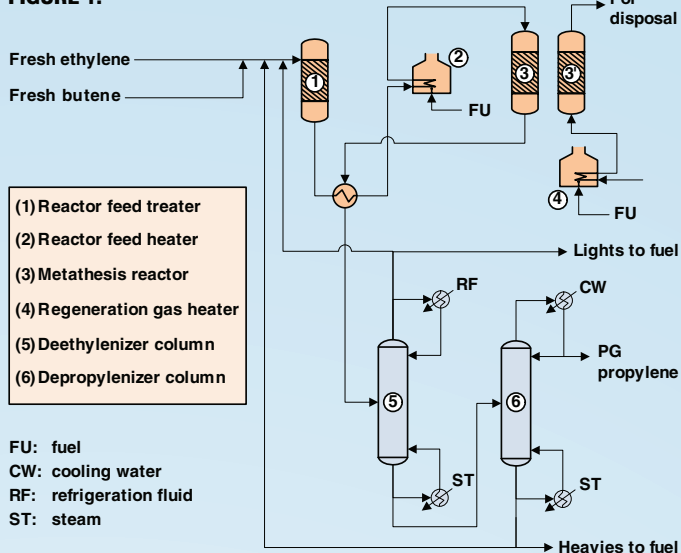 FIGURE 1.
For
disposal
Fresh ethylene
Fresh butene
1
2
3
3'
FU
4
FU
(1) Reactor feed treater
(2) Reactor feed heater
(3) Metathesis reactor
(4) Regeneration gas heater
(5) Deethylenizer column
(6) Depropylenizer column
Lights to fuel
RF
CW
PG
propylene
5
6
ST
ST
FU: fuel
CW: cooling water
RF: refrigeration fluid
ST: steam
Heavies to fuel